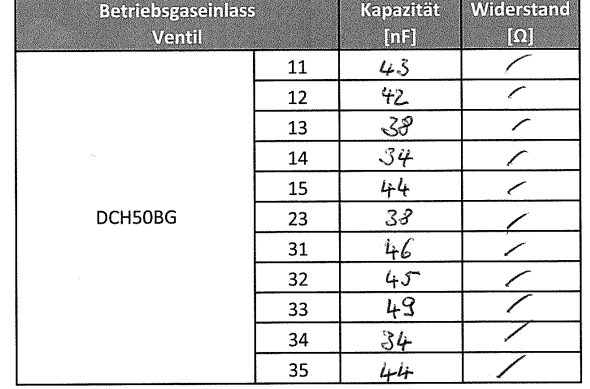 Betriebsgaseinlass Kapazität Widerstand
Ventil [nF] [Ω]
11 43 /
12 42 /
13 38 /
14 34 /
15 44 /
DCH50BG 23 38 /
31 46 /
32 45 /
33 49 /
34 34 /
35 44 /